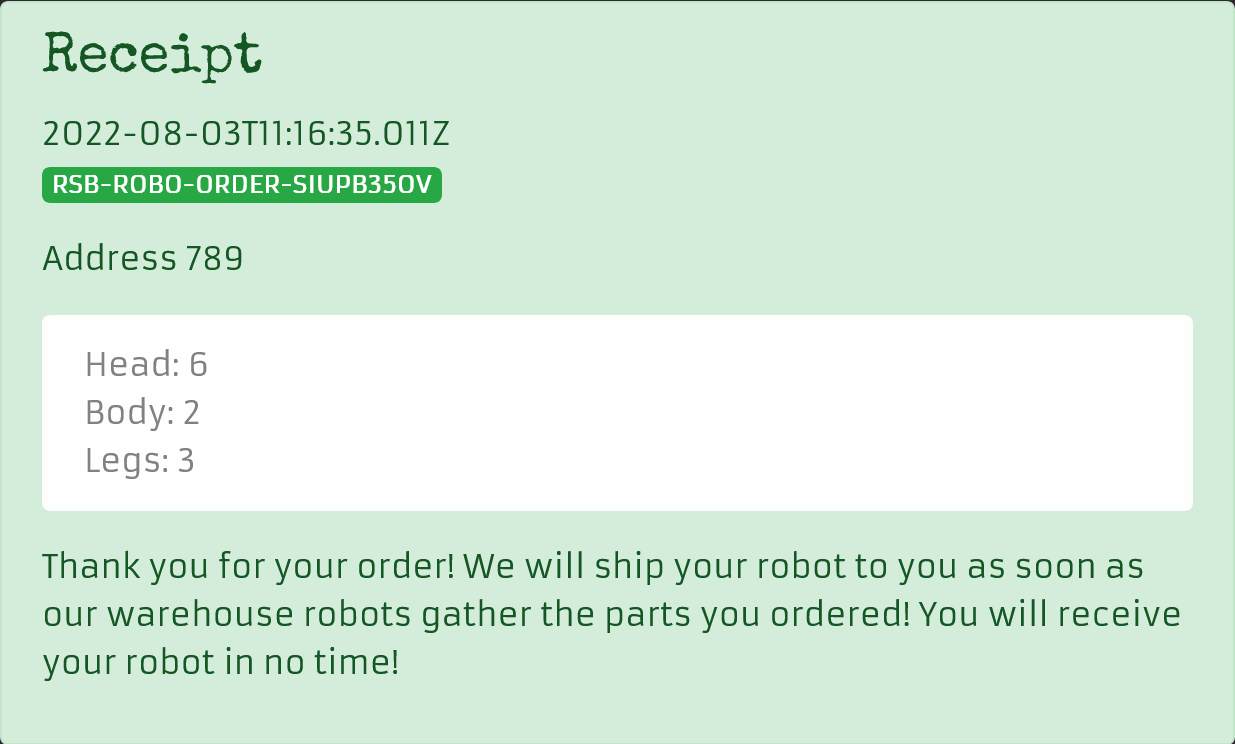 Receipt
2022-08-03T11:16:35.011Z
RSB-ROBO-ORDER-SIUPB35OV
Address 789
Head: 6
Body: 2
Legs: 3
Thank you for your order! We will ship your robot to you as soon as
our warehouse robots gather the parts you ordered! You will receive
your robot in no time!